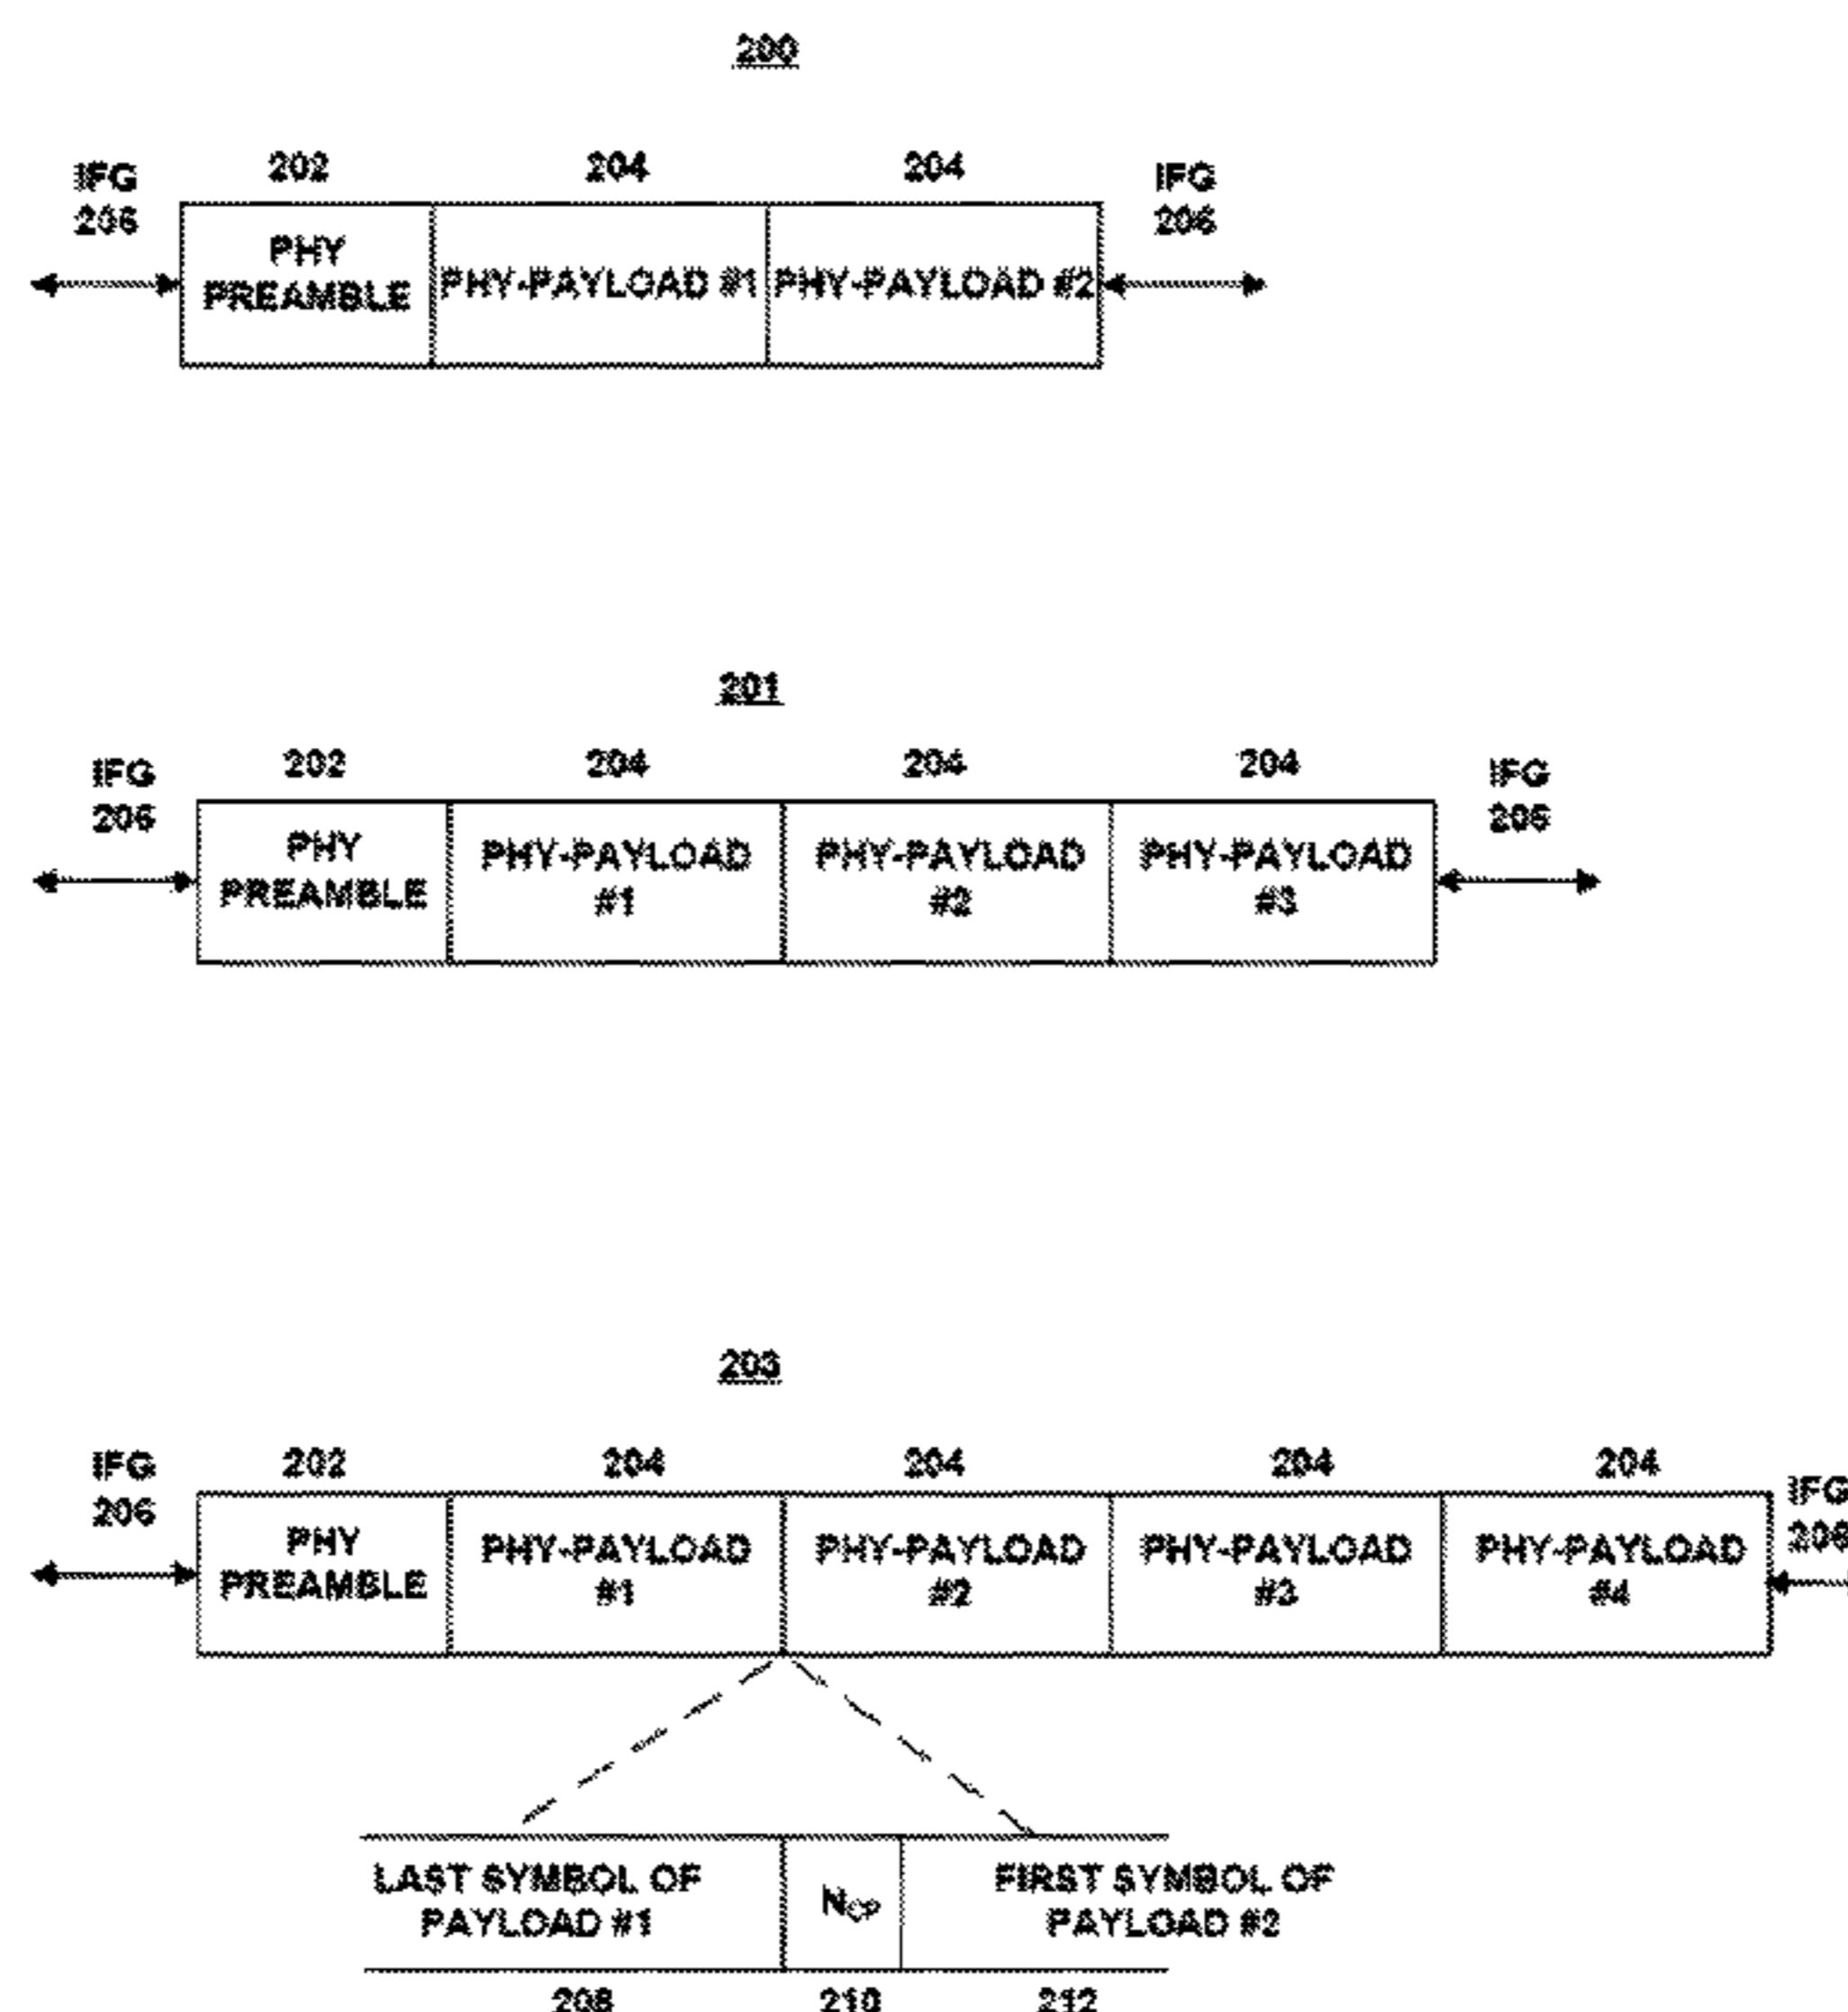 200
IFG 202 204 204 IFG
206 206
PHY
PREAMBLE
PHY-PAYLOAD #1
PHY-PAYLOAD #2
201
IFG 202 204 204 204 IFG
206 206
PHY
PREAMBLE
PHY-PAYLOAD
#1
PHY-PAYLOAD
#2
PHY-PAYLOAD
#3
203
IFG 202 204 204 204 204 IFG
206 206
PHY
PREAMBLE
PHY-PAYLOAD
#1
PHY-PAYLOAD
#2
PHY-PAYLOAD
#3
PHY-PAYLOAD
#4
LAST SYMBOL OF
PAYLOAD #1
NCP
FIRST SYMBOL OF
PAYLOAD #2
208 210 212